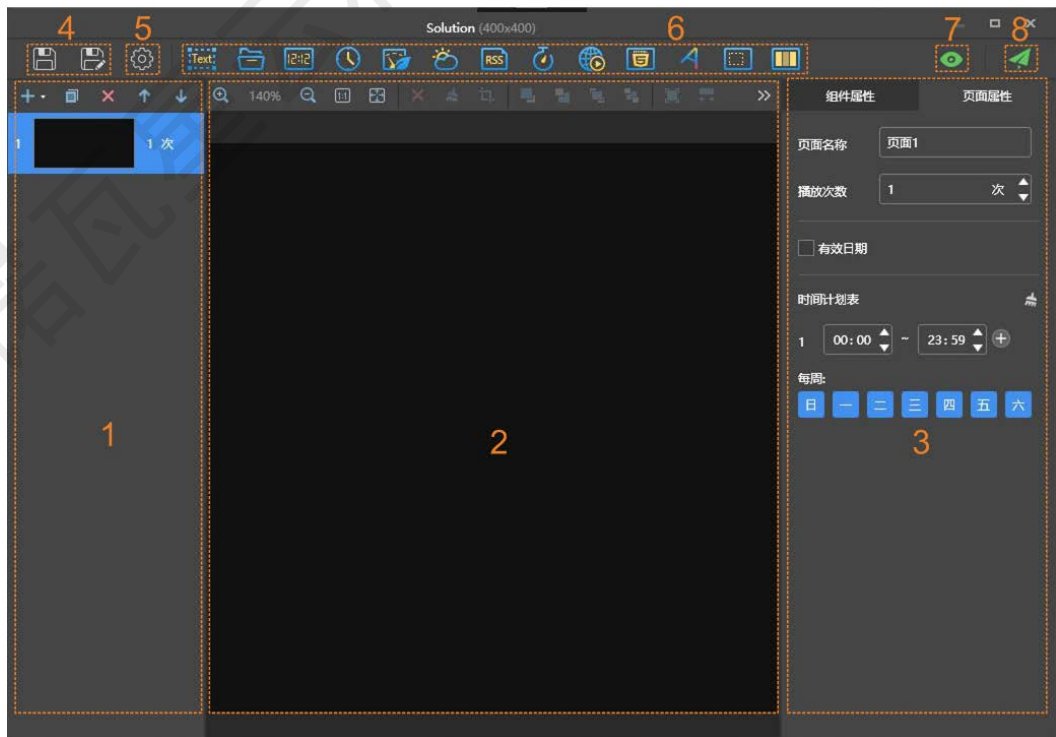 Solution (400x400)
4
5
6
7
8
Text
12:12
RSS
140%
1:1
组件属性
页面属性
1
1 次
页面名称
页面1
播放次数
1
次
有效日期
时间计划表
1
00:00
~
23:59
每周:
日
一
二
三
四
五
六
1
2
3